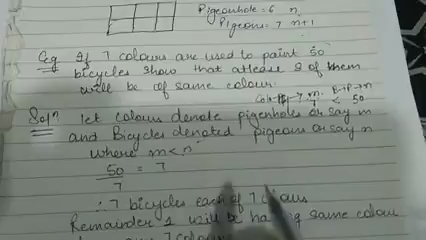 Pigeonhole = 6 n
Pigeons = 7 n+1
Eg If 7 colours are used to paint 50
bicycles show that atleast 8 of them
will be of same colour.
m 7 < 50
Soln let colours denote pigenholes or say m
and Bicycles denoted pigeons or say n
where m<n
50/7 = 7
∴ 7 bicycles each of 7 colours
Remainder 1 will be having same colour
7 colours